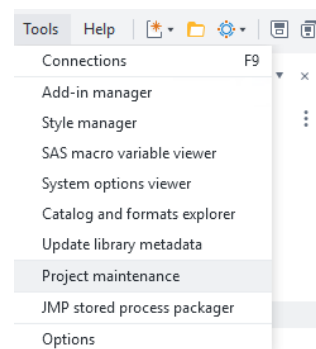 Tools Help
Connections F9
Add-in manager
Style manager
SAS macro variable viewer
System options viewer
Catalog and formats explorer
Update library metadata
Project maintenance
JMP stored process packager
Options